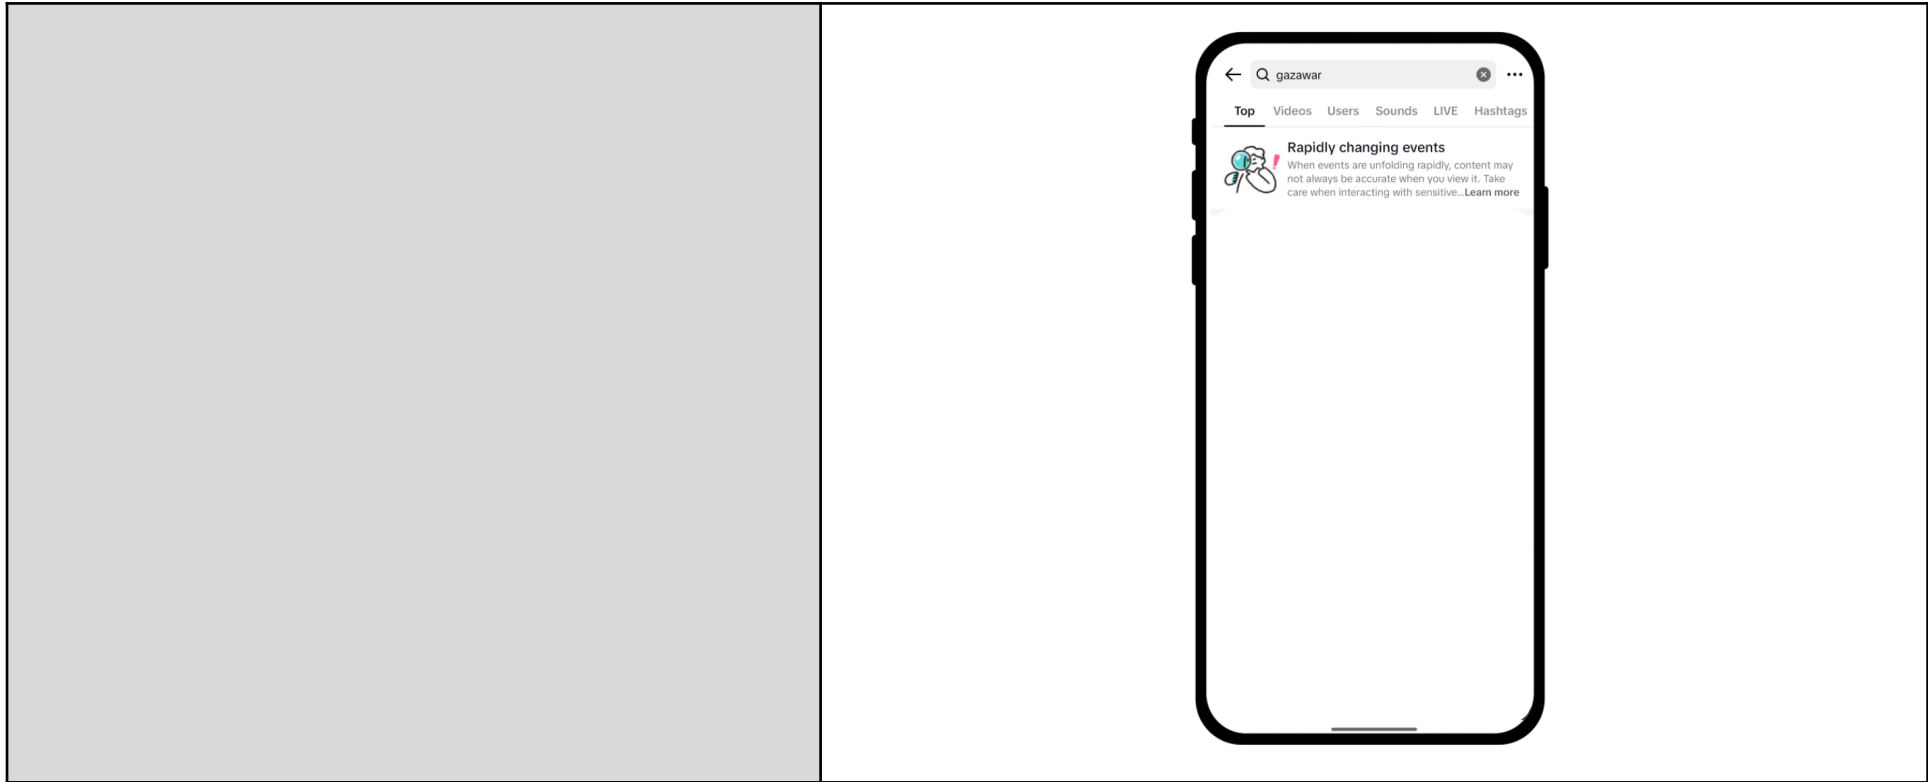 gazawar
Top Videos Users Sounds LIVE Hashtags
Rapidly changing events
When events are unfolding rapidly, content may
not always be accurate when you view it. Take
care when interacting with sensitive...Learn more